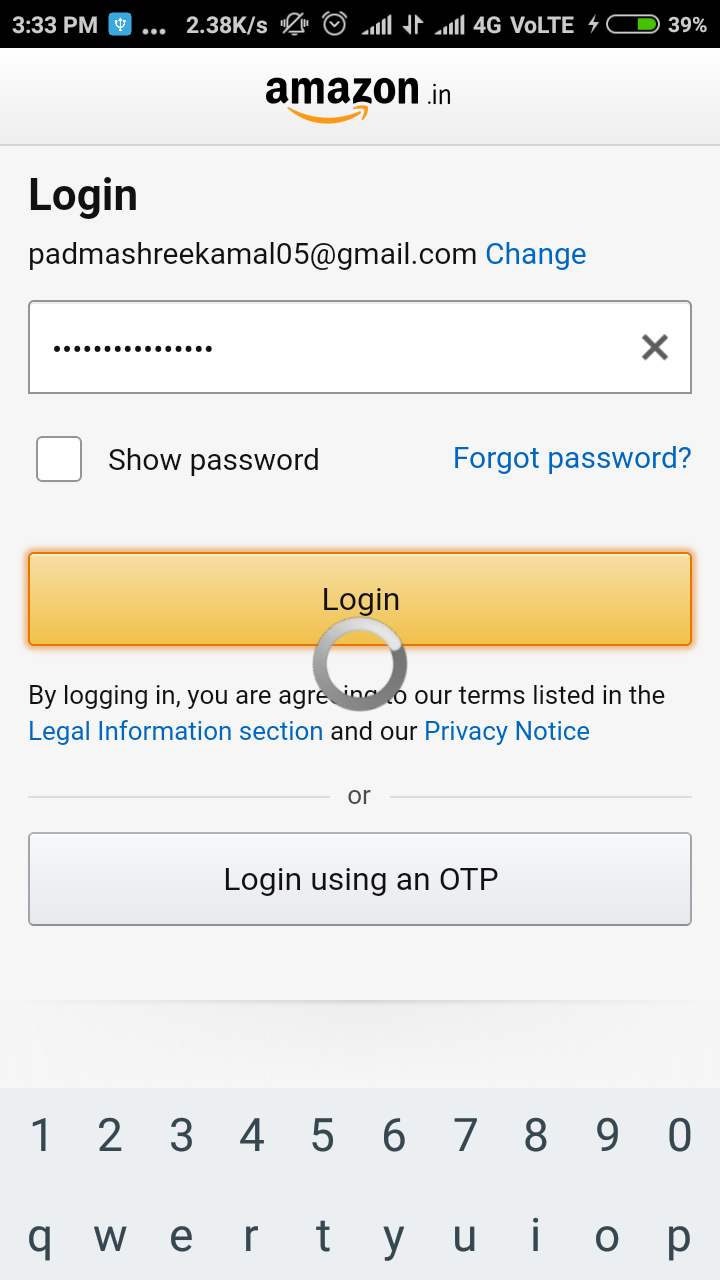 3:33 PM ... 2.38K/s 4G VoLTE 39%
amazon.in
Login
padmashreekamal05@gmail.com Change
••••••••••••••••
Show password Forgot password?
Login
By logging in, you are agreeing to our terms listed in the
Legal Information section and our Privacy Notice
or
Login using an OTP
1 2 3 4 5 6 7 8 9 0
q w e r t y u i o p